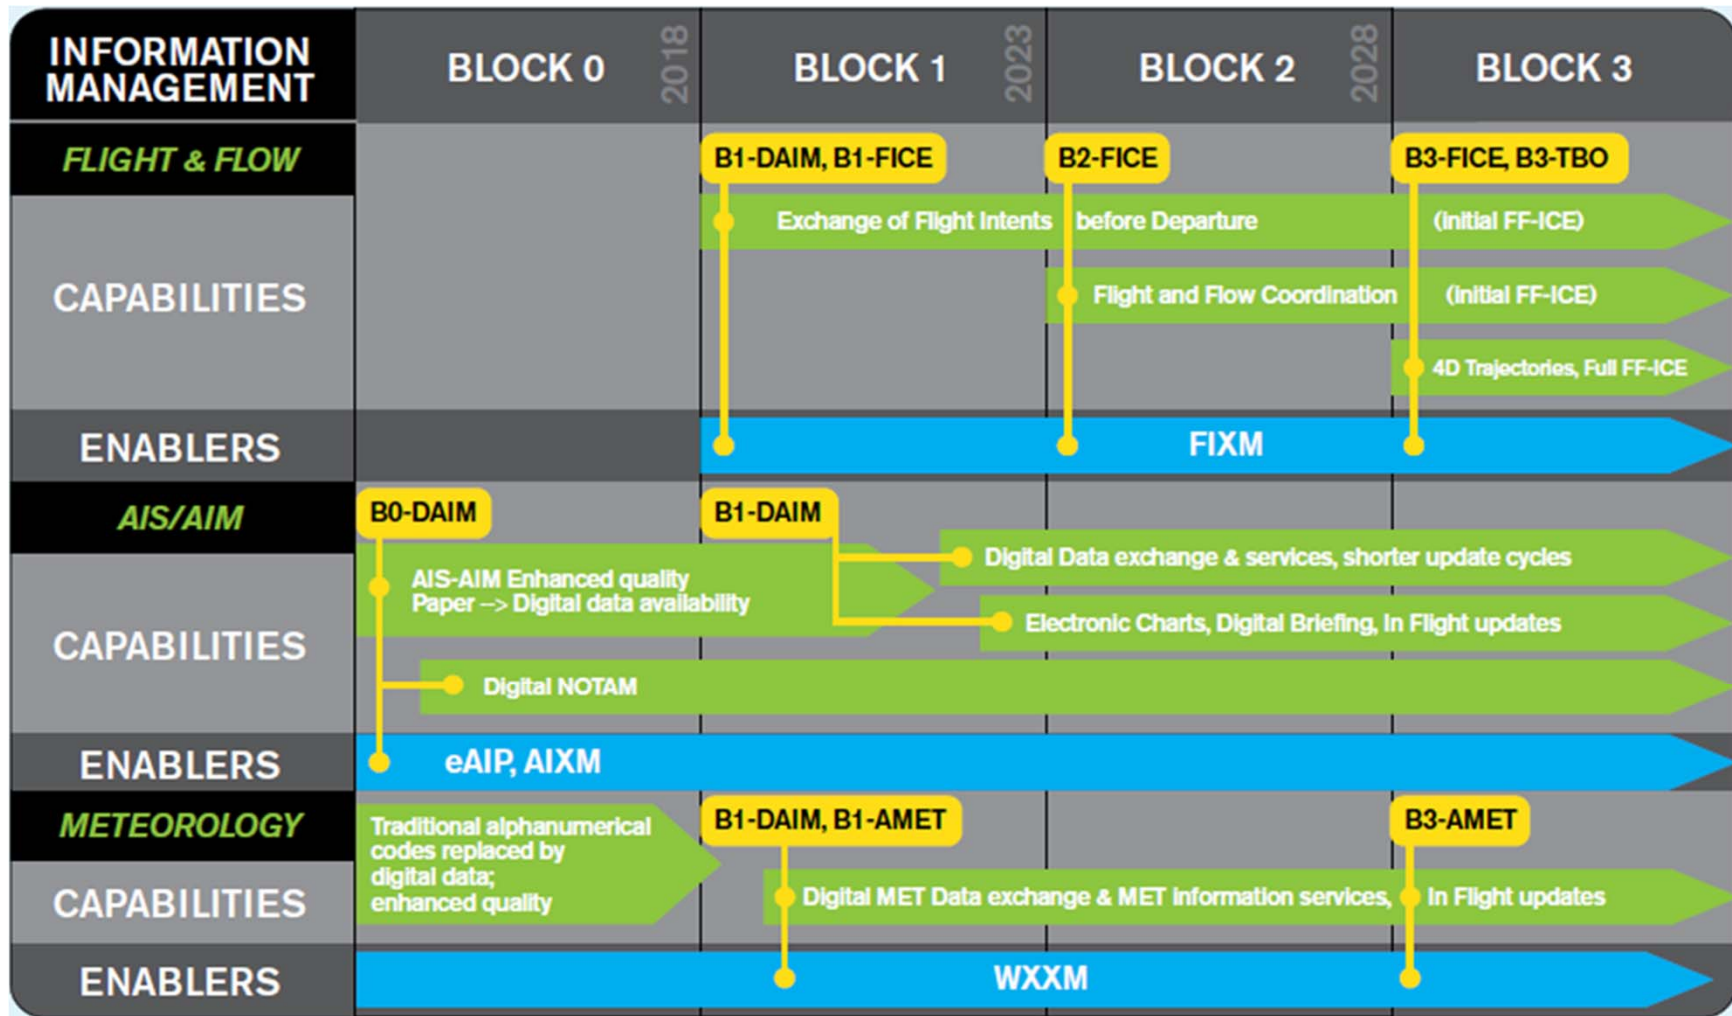 INFORMATION
MANAGEMENT
BLOCK 0
2018
BLOCK 1
2023
BLOCK 2
2028
BLOCK 3
FLIGHT & FLOW
B1-DAIM, B1-FICE
B2-FICE
B3-FICE, B3-TBO
CAPABILITIES
Exchange of Flight Intents before Departure (initial FF-ICE)
Flight and Flow Coordination (initial FF-ICE)
4D Trajectories, Full FF-ICE
ENABLERS
FIXM
AIS/AIM
B0-DAIM
B1-DAIM
CAPABILITIES
AIS-AIM Enhanced quality
Paper --> Digital data availability
Digital Data exchange & services, shorter update cycles
Electronic Charts, Digital Briefing, In Flight updates
Digital NOTAM
ENABLERS
eAIP, AIXM
METEOROLOGY
B1-DAIM, B1-AMET
B3-AMET
CAPABILITIES
Traditional alphanumerical
codes replaced by
digital data;
enhanced quality
Digital MET Data exchange & MET information services, In Flight updates
ENABLERS
WXXM